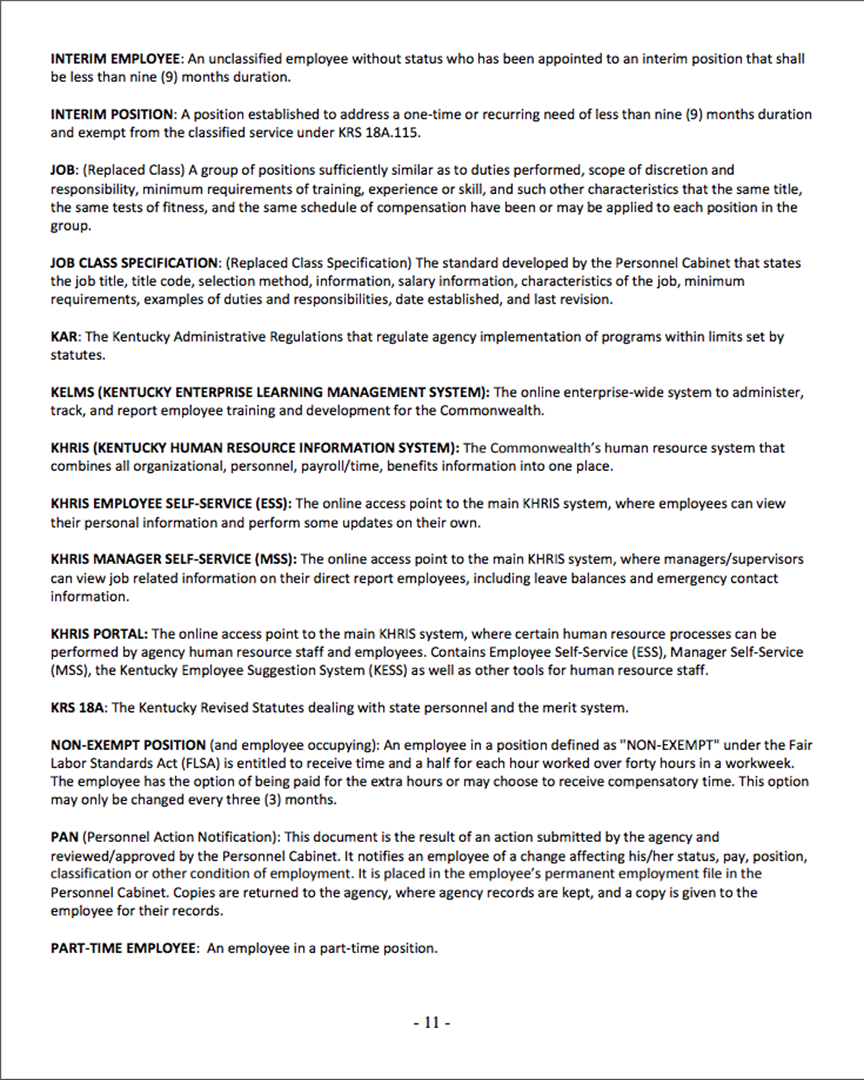 INTERIM EMPLOYEE: An unclassified employee without status who has been appointed to an interim position that shall
be less than nine (9) months duration.
INTERIM POSITION: A position established to address a one-time or recurring need of less than nine (9) months duration
and exempt from the classified service under KRS 18A.115.
JOB: (Replaced Class) A group of positions sufficiently similar as to duties performed, scope of discretion and
responsibility, minimum requirements of training, experience or skill, and such other characteristics that the same title,
the same tests of fitness, and the same schedule of compensation have been or may be applied to each position in the
group.
JOB CLASS SPECIFICATION: (Replaced Class Specification) The standard developed by the Personnel Cabinet that states
the job title, title code, selection method, information, salary information, characteristics of the job, minimum
requirements, examples of duties and responsibilities, date established, and last revision.
KAR: The Kentucky Administrative Regulations that regulate agency implementation of programs within limits set by
statutes.
KELMS (KENTUCKY ENTERPRISE LEARNING MANAGEMENT SYSTEM): The online enterprise-wide system to administer,
track, and report employee training and development for the Commonwealth.
KHRIS (KENTUCKY HUMAN RESOURCE INFORMATION SYSTEM): The Commonwealth’s human resource system that
combines all organizational, personnel, payroll/time, benefits information into one place.
KHRIS EMPLOYEE SELF-SERVICE (ESS): The online access point to the main KHRIS system, where employees can view
their personal information and perform some updates on their own.
KHRIS MANAGER SELF-SERVICE (MSS): The online access point to the main KHRIS system, where managers/supervisors
can view job related information on their direct report employees, including leave balances and emergency contact
information.
KHRIS PORTAL: The online access point to the main KHRIS system, where certain human resource processes can be
performed by agency human resource staff and employees. Contains Employee Self-Service (ESS), Manager Self-Service
(MSS), the Kentucky Employee Suggestion System (KESS) as well as other tools for human resource staff.
KRS 18A: The Kentucky Revised Statutes dealing with state personnel and the merit system.
NON-EXEMPT POSITION (and employee occupying): An employee in a position defined as "NON-EXEMPT" under the Fair
Labor Standards Act (FLSA) is entitled to receive time and a half for each hour worked over forty hours in a workweek.
The employee has the option of being paid for the extra hours or may choose to receive compensatory time. This option
may only be changed every three (3) months.
PAN (Personnel Action Notification): This document is the result of an action submitted by the agency and
reviewed/approved by the Personnel Cabinet. It notifies an employee of a change affecting his/her status, pay, position,
classification or other condition of employment. It is placed in the employee’s permanent employment file in the
Personnel Cabinet. Copies are returned to the agency, where agency records are kept, and a copy is given to the
employee for their records.
PART-TIME EMPLOYEE: An employee in a part-time position.
- 11 -